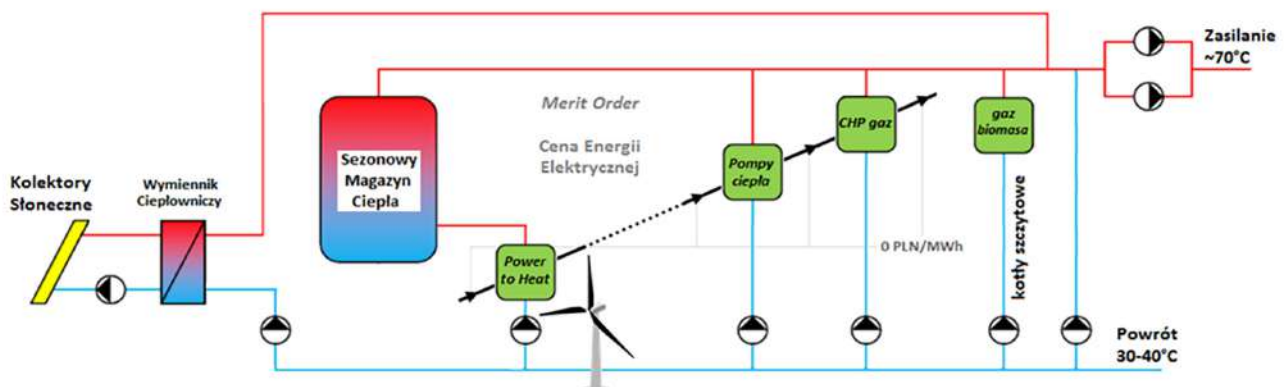 Zasilanie
~70°C
Merit Order
Cena Energii
Elektrycznej
CHP gaz
gaz
biomasa
Sezonowy
Magazyn
Ciepła
Pompy
ciepła
Kolektory
Słoneczne
Wymiennik
Ciepłowniczy
Power
to Heat
0 PLN/MWh
kotły szczytowe
Powrót
30-40°C